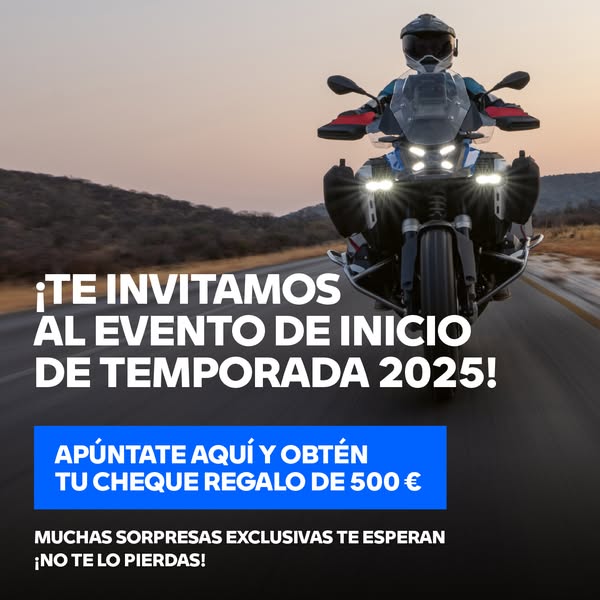 ¡TE INVITAMOS
AL EVENTO DE INICIO
DE TEMPORADA 2025!
APÚNTATE AQUÍ Y OBTÉN
TU CHEQUE REGALO DE 500 €
MUCHAS SORPRESAS EXCLUSIVAS TE ESPERAN
¡NO TE LO PIERDAS!